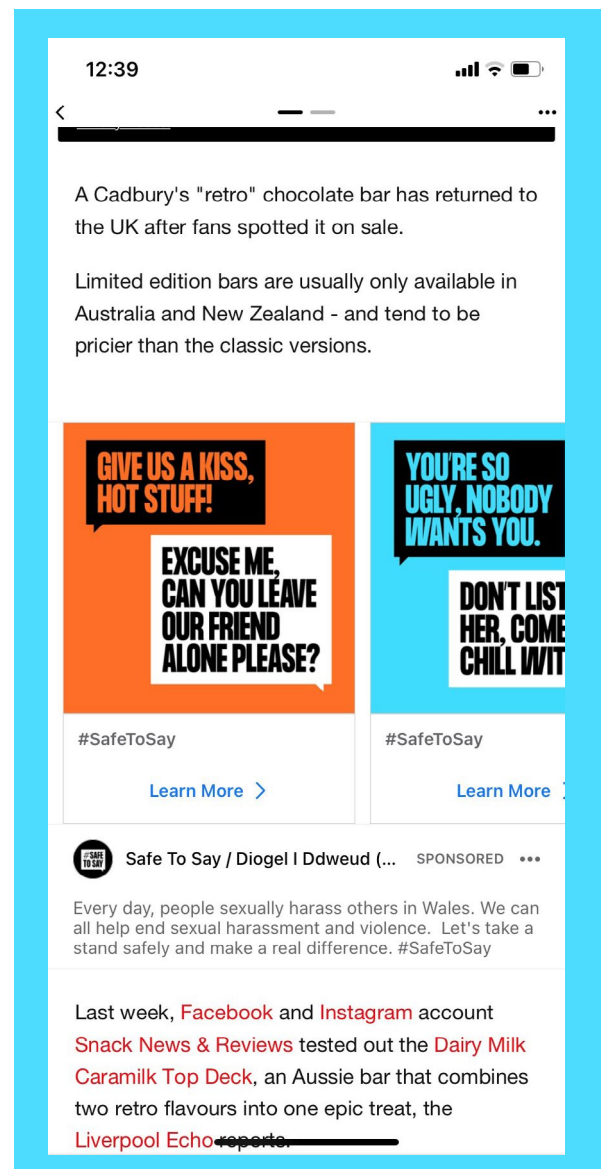 12:39
A Cadbury's "retro" chocolate bar has returned to
the UK after fans spotted it on sale.
Limited edition bars are usually only available in
Australia and New Zealand - and tend to be
pricier than the classic versions.
GIVE US A KISS,
HOT STUFF!
EXCUSE ME,
CAN YOU LEAVE
OUR FRIEND
ALONE PLEASE?
#SafeToSay
Learn More
YOU'RE SO
UGLY, NOBODY
WANTS YOU.
DON'T
HER,
CHILL
#SafeToSay
Learn More
#SAFE
TO SAY
Safe To Say / Diogel I Ddweud (...
SPONSORED
Every day, people sexually harass others in Wales. We can
all help end sexual harassment and violence. Let's take a
stand safely and make a real difference. #SafeToSay
Last week, Facebook and Instagram account
Snack News & Reviews tested out the Dairy Milk
Caramilk Top Deck, an Aussie bar that combines
two retro flavours into one epic treat, the
Liverpool Echo reports.